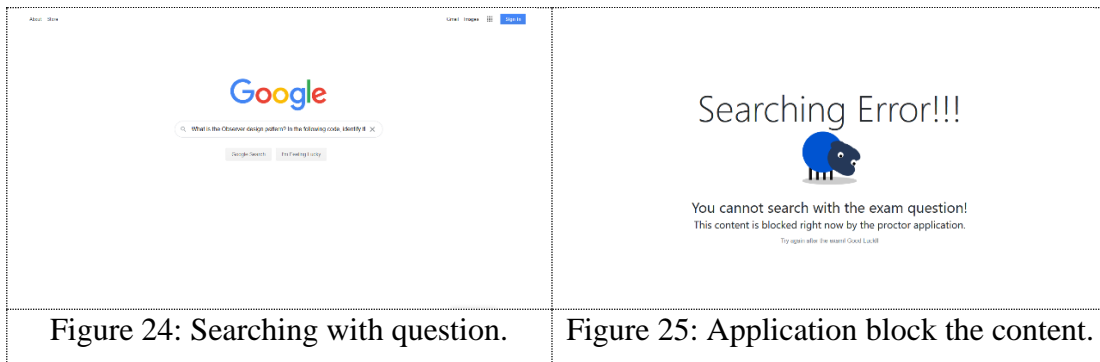 About Store
Gmail Images Sign in
Google
What is the Observer design pattern? In the following code, identify tl
Google Search I'm Feeling Lucky
Figure 24: Searching with question.
Searching Error!!!
You cannot search with the exam question!
This content is blocked right now by the proctor application.
Try again after the exam! Good Luck!!
Figure 25: Application block the content.